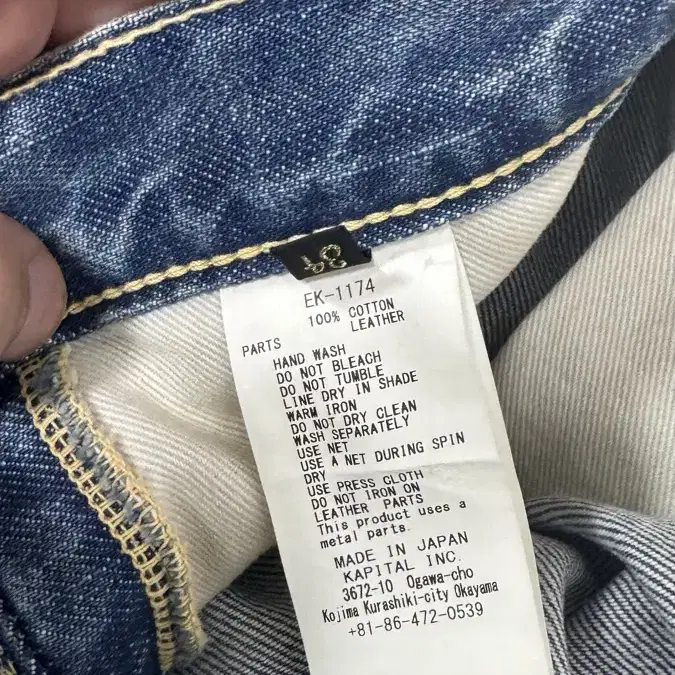 34
EK-1174
100% COTTON
PARTS LEATHER
HAND WASH
DO NOT BLEACH
DO NOT TUMBLE
LINE DRY IN SHADE
WARM IRON
DO NOT DRY CLEAN
WASH SEPARATELY
USE NET
USE A NET DURING SPIN
DRY
USE PRESS CLOTH
DO NOT IRON ON
LEATHER PARTS
This product uses a
metal parts.
MADE IN JAPAN
KAPITAL INC.
3672-10 Ogawa-cho
Kojima Kurashiki-city Okayama
+81-86-472-0539